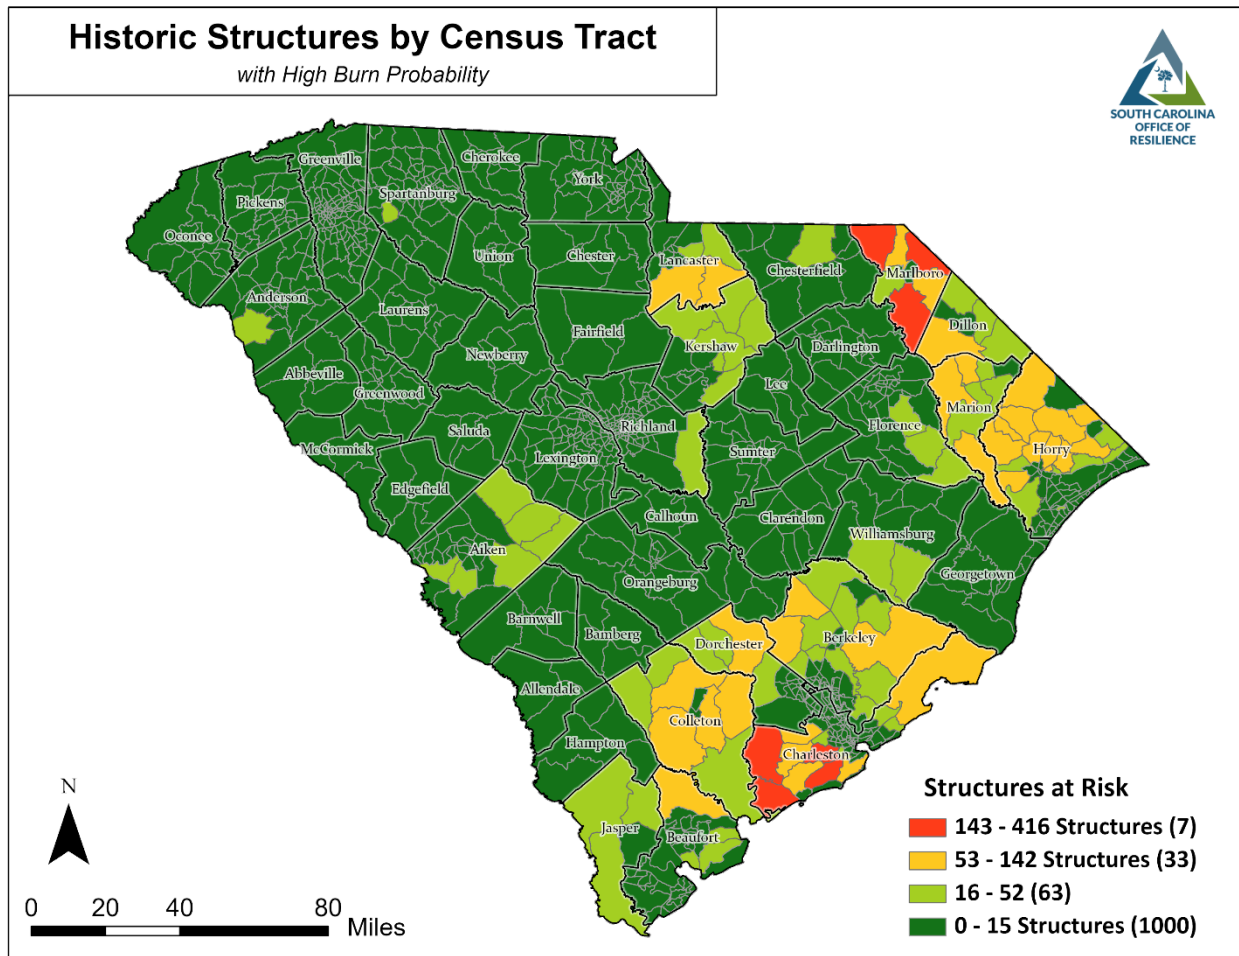 Historic Structures by Census Tract
with High Burn Probability
SOUTH CAROLINA
OFFICE OF
RESILIENCE
Greenville
Cherokee
York
Spartanburg
Pickens
Oconee
Union
Chester
Lancaster
Chesterfield
Marlboro
Anderson
Laurens
Fairfield
Kershaw
Dillon
Darlington
Newberry
Abbeville
Greenwood
Lee
Marion
Saluda
Richland
Florence
McCormick
Lexington
Sumter
Horry
Edgefield
Calhoun
Clarendon
Williamsburg
Aiken
Orangeburg
Georgetown
Barnwell
Bamberg
Dorchester
Berkeley
Allendale
Colleton
Hampton
Charleston
Jasper
Beaufort
N
0 20 40 80 Miles
Structures at Risk
143 - 416 Structures (7)
53 - 142 Structures (33)
16 - 52 (63)
0 - 15 Structures (1000)